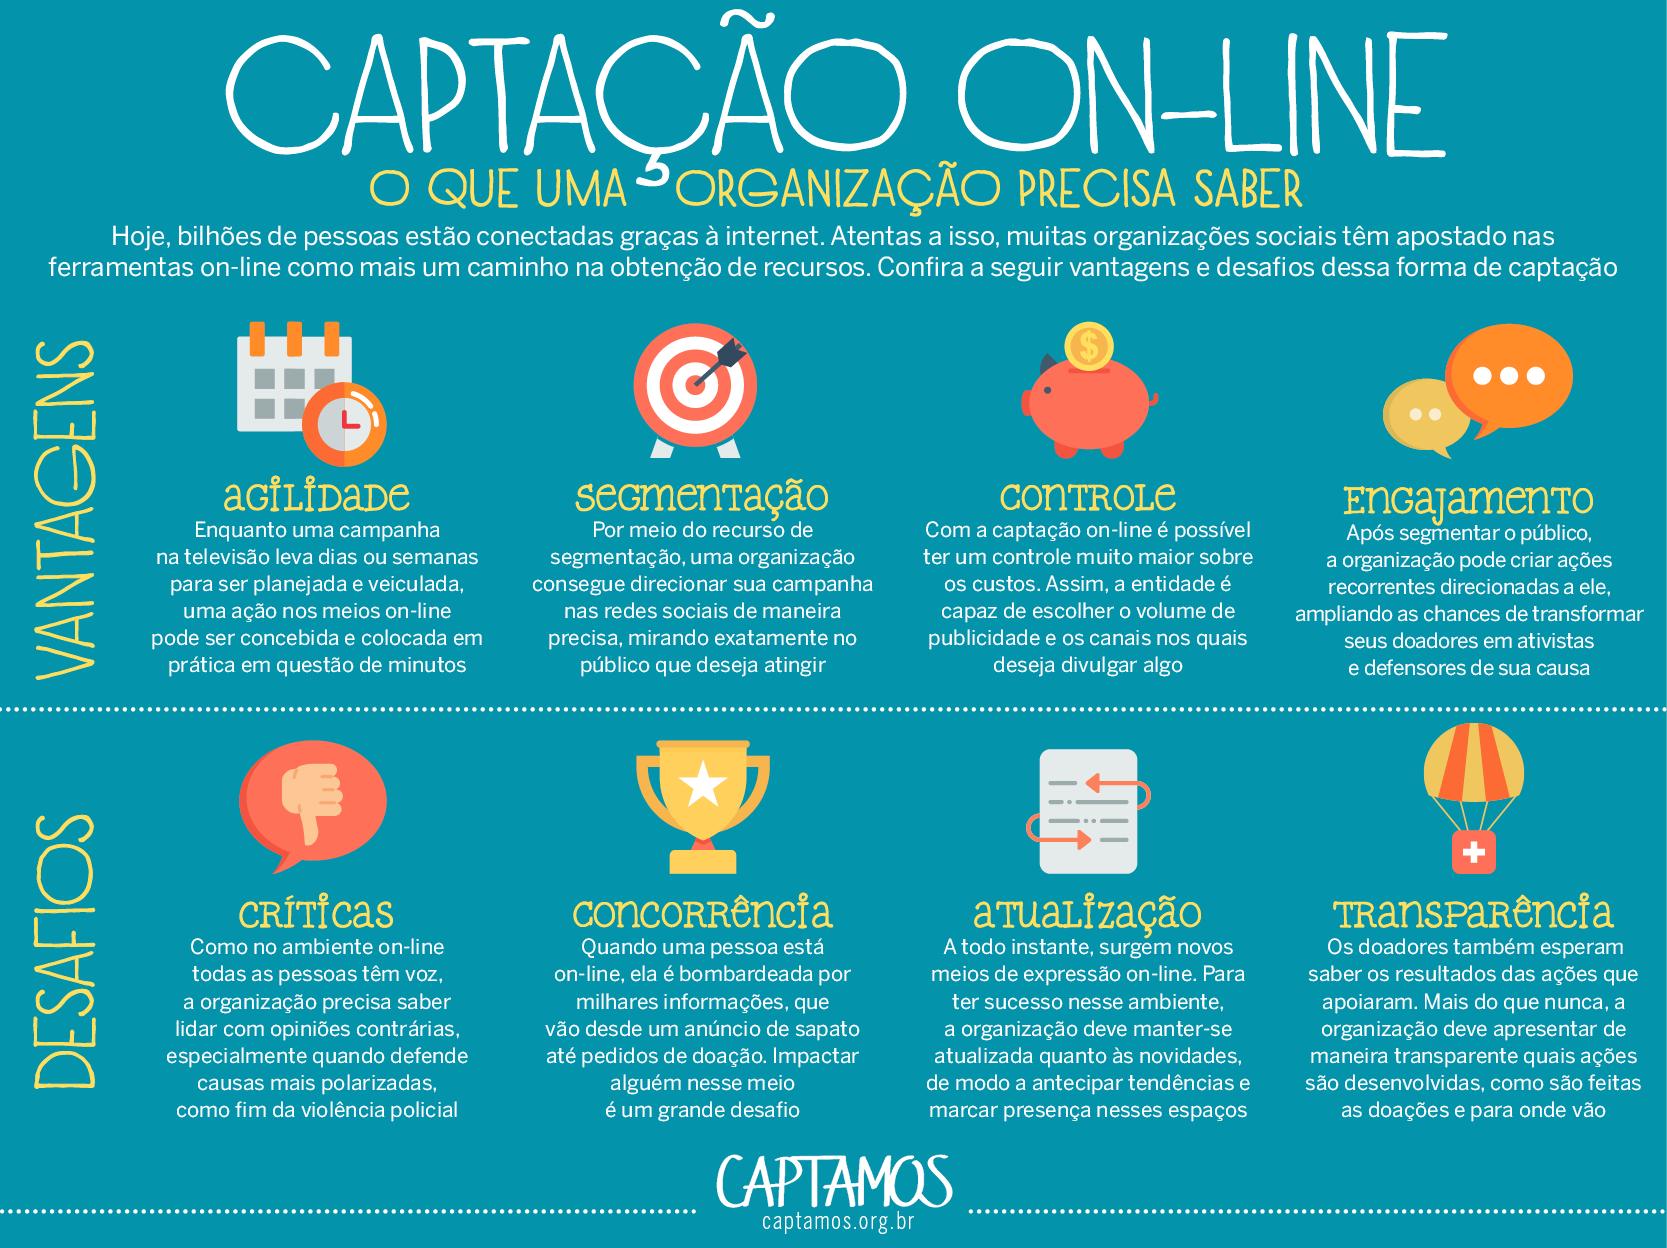 CAPTAÇÃO ON-LINE
O QUE UMA ORGANIZAÇÃO PRECISA SABER
Hoje, bilhões de pessoas estão conectadas graças à internet. Atentas a isso, muitas organizações sociais têm apostado nas
ferramentas on-line como mais um caminho na obtenção de recursos. Confira a seguir vantagens e desafios dessa forma de captação
VANTAGENS
AGILIDADE
Enquanto uma campanha
na televisão leva dias ou semanas
para ser planejada e veiculada,
uma ação nos meios on-line
pode ser concebida e colocada em
prática em questão de minutos
SEGMENTAÇÃO
Por meio do recurso de
segmentação, uma organização
consegue direcionar sua campanha
nas redes sociais de maneira
precisa, mirando exatamente no
público que deseja atingir
$
CONTROLE
Com a captação on-line é possível
ter um controle muito maior sobre
os custos. Assim, a entidade é
capaz de escolher o volume de
publicidade e os canais nos quais
deseja divulgar algo
ENGAJAMENTO
Após segmentar o público,
a organização pode criar ações
recorrentes direcionadas a ele,
ampliando as chances de transformar
seus doadores em ativistas
e defensores de sua causa
DESAFIOS
CRÍTICAS
Como no ambiente on-line
todas as pessoas têm voz,
a organização precisa saber
lidar com opiniões contrárias,
especialmente quando defende
causas mais polarizadas,
como fim da violência policial
CONCORRÊNCIA
Quando uma pessoa está
on-line, ela é bombardeada por
milhares informações, que
vão desde um anúncio de sapato
até pedidos de doação. Impactar
alguém nesse meio
é um grande desafio
ATUALIZAÇÃO
A todo instante, surgem novos
meios de expressão on-line. Para
ter sucesso nesse ambiente,
a organização deve manter-se
atualizada quanto às novidades,
de modo a antecipar tendências e
marcar presença nesses espaços
TRANSPARÊNCIA
Os doadores também esperam
saber os resultados das ações que
apoiaram. Mais do que nunca, a
organização deve apresentar de
maneira transparente quais ações
são desenvolvidas, como são feitas
as doações e para onde vão
CAPTAMOS
captamos.org.br